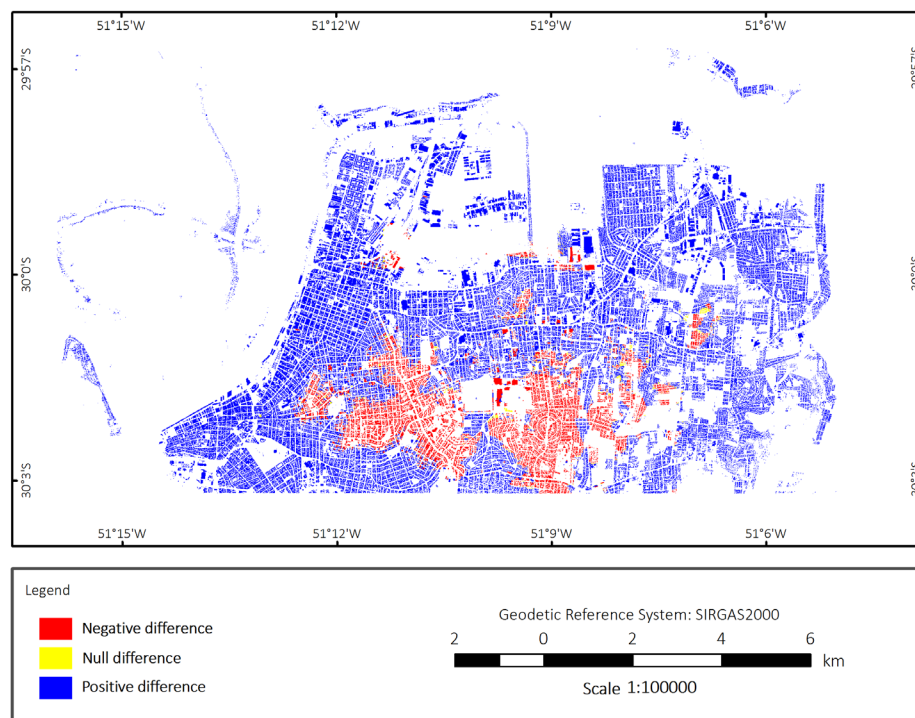 51°15'W 51°12'W 51°9'W 51°6'W
29°57'S
30°0'S
30°3'S
51°15'W 51°12'W 51°9'W 51°6'W
Legend
Negative difference
Null difference
Positive difference
Geodetic Reference System: SIRGAS2000
2 0 2 4 6
km
Scale 1:100000